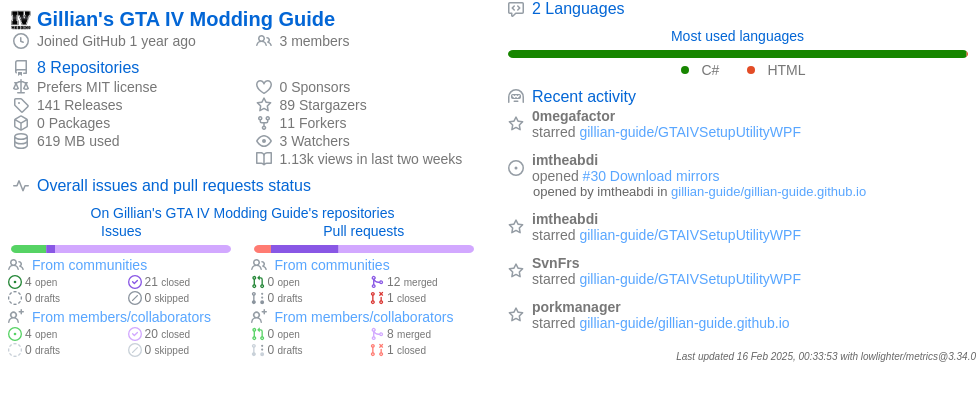 Gillian's GTA IV Modding Guide
Joined GitHub 1 year ago
3 members
8 Repositories
Prefers MIT license
141 Releases
0 Packages
619 MB used
0 Sponsors
89 Stargazers
11 Forkers
3 Watchers
1.13k views in last two weeks
Overall issues and pull requests status
On Gillian's GTA IV Modding Guide's repositories
Issues
From communities
4 open
21 closed
0 drafts
0 skipped
From members/collaborators
4 open
20 closed
0 drafts
0 skipped
Pull requests
From communities
0 open
12 merged
0 drafts
1 closed
From members/collaborators
0 open
8 merged
0 drafts
1 closed
2 Languages
Most used languages
C#
HTML
Recent activity
0megafactor
starred gillian-guide/GTAIVSetupUtilityWPF
imtheabdi
opened #30 Download mirrors
opened by imtheabdi in gillian-guide/gillian-guide.github.io
imtheabdi
starred gillian-guide/GTAIVSetupUtilityWPF
SvnFrs
starred gillian-guide/GTAIVSetupUtilityWPF
porkmanager
starred gillian-guide/gillian-guide.github.io
Last updated 16 Feb 2025, 00:33:53 with lowlighter/metrics@3.34.0